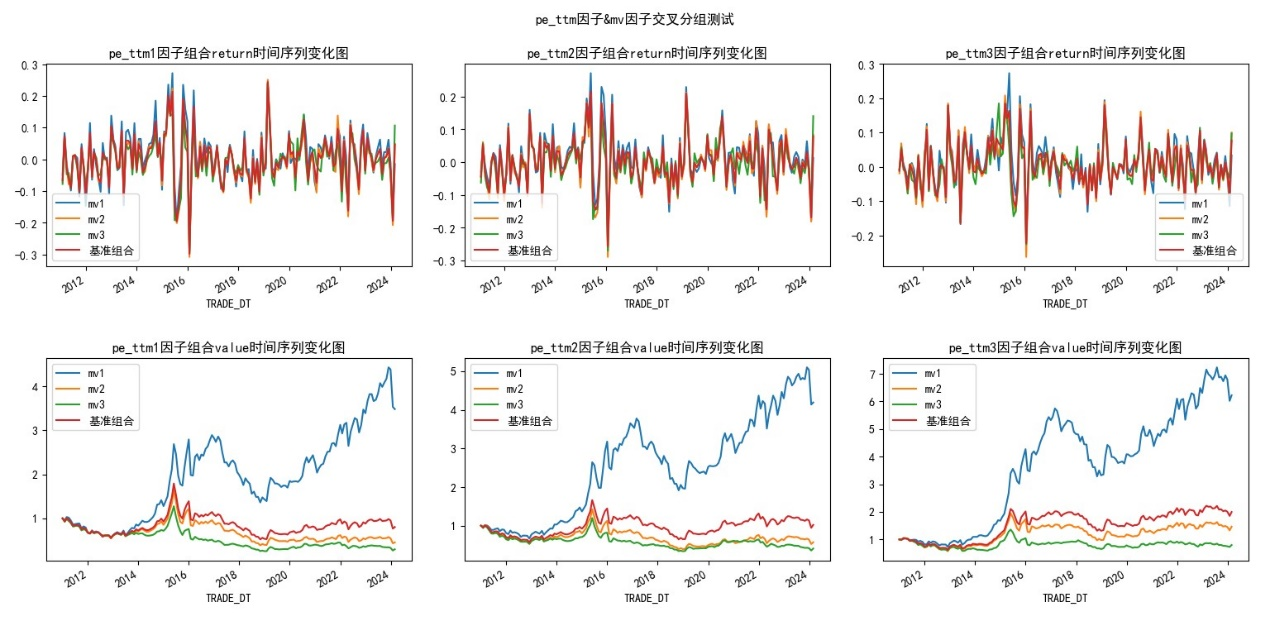 pe_ttm因子&mv因子交叉分组测试
pe_ttm1因子组合return时间序列变化图
0.3
0.2
0.1
0.0
-0.1
-0.2
-0.3
mv1
mv2
mv3
基准组合
2012
2014
2016
2018
2020
2022
2024
TRADE_DT
pe_ttm2因子组合return时间序列变化图
0.3
0.2
0.1
0.0
-0.1
-0.2
-0.3
mv1
mv2
mv3
基准组合
2012
2014
2016
2018
2020
2022
2024
TRADE_DT
pe_ttm3因子组合return时间序列变化图
0.3
0.2
0.1
0.0
-0.1
-0.2
mv1
mv2
mv3
基准组合
2012
2014
2016
2018
2020
2022
2024
TRADE_DT
pe_ttm1因子组合value时间序列变化图
4
3
2
1
mv1
mv2
mv3
基准组合
2012
2014
2016
2018
2020
2022
2024
TRADE_DT
pe_ttm2因子组合value时间序列变化图
5
4
3
2
1
mv1
mv2
mv3
基准组合
2012
2014
2016
2018
2020
2022
2024
TRADE_DT
pe_ttm3因子组合value时间序列变化图
7
6
5
4
3
2
1
mv1
mv2
mv3
基准组合
2012
2014
2016
2018
2020
2022
2024
TRADE_DT